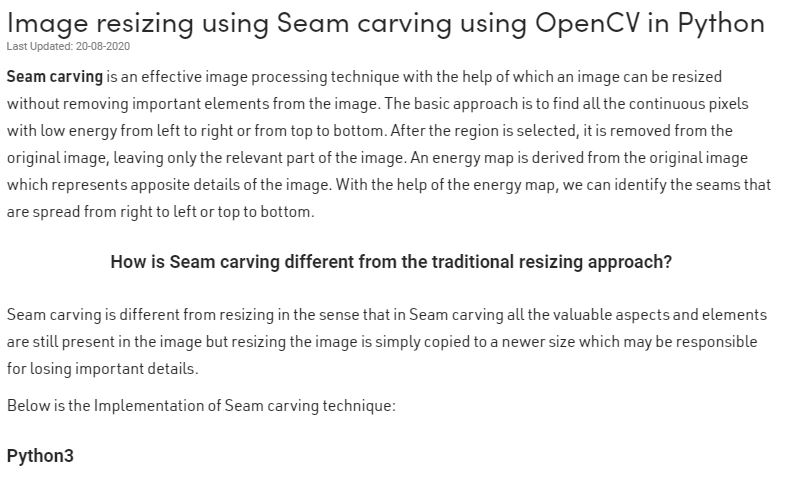 Image resizing using Seam carving using OpenCV in Python
Last Updated: 20-08-2020
Seam carving is an effective image processing technique with the help of which an image can be resized
without removing important elements from the image. The basic approach is to find all the continuous pixels
with low energy from left to right or from top to bottom. After the region is selected, it is removed from the
original image, leaving only the relevant part of the image. An energy map is derived from the original image
which represents apposite details of the image. With the help of the energy map, we can identify the seams that
are spread from right to left or top to bottom.
How is Seam carving different from the traditional resizing approach?
Seam carving is different from resizing in the sense that in Seam carving all the valuable aspects and elements
are still present in the image but resizing the image is simply copied to a newer size which may be responsible
for losing important details.
Below is the Implementation of Seam carving technique:
Python3